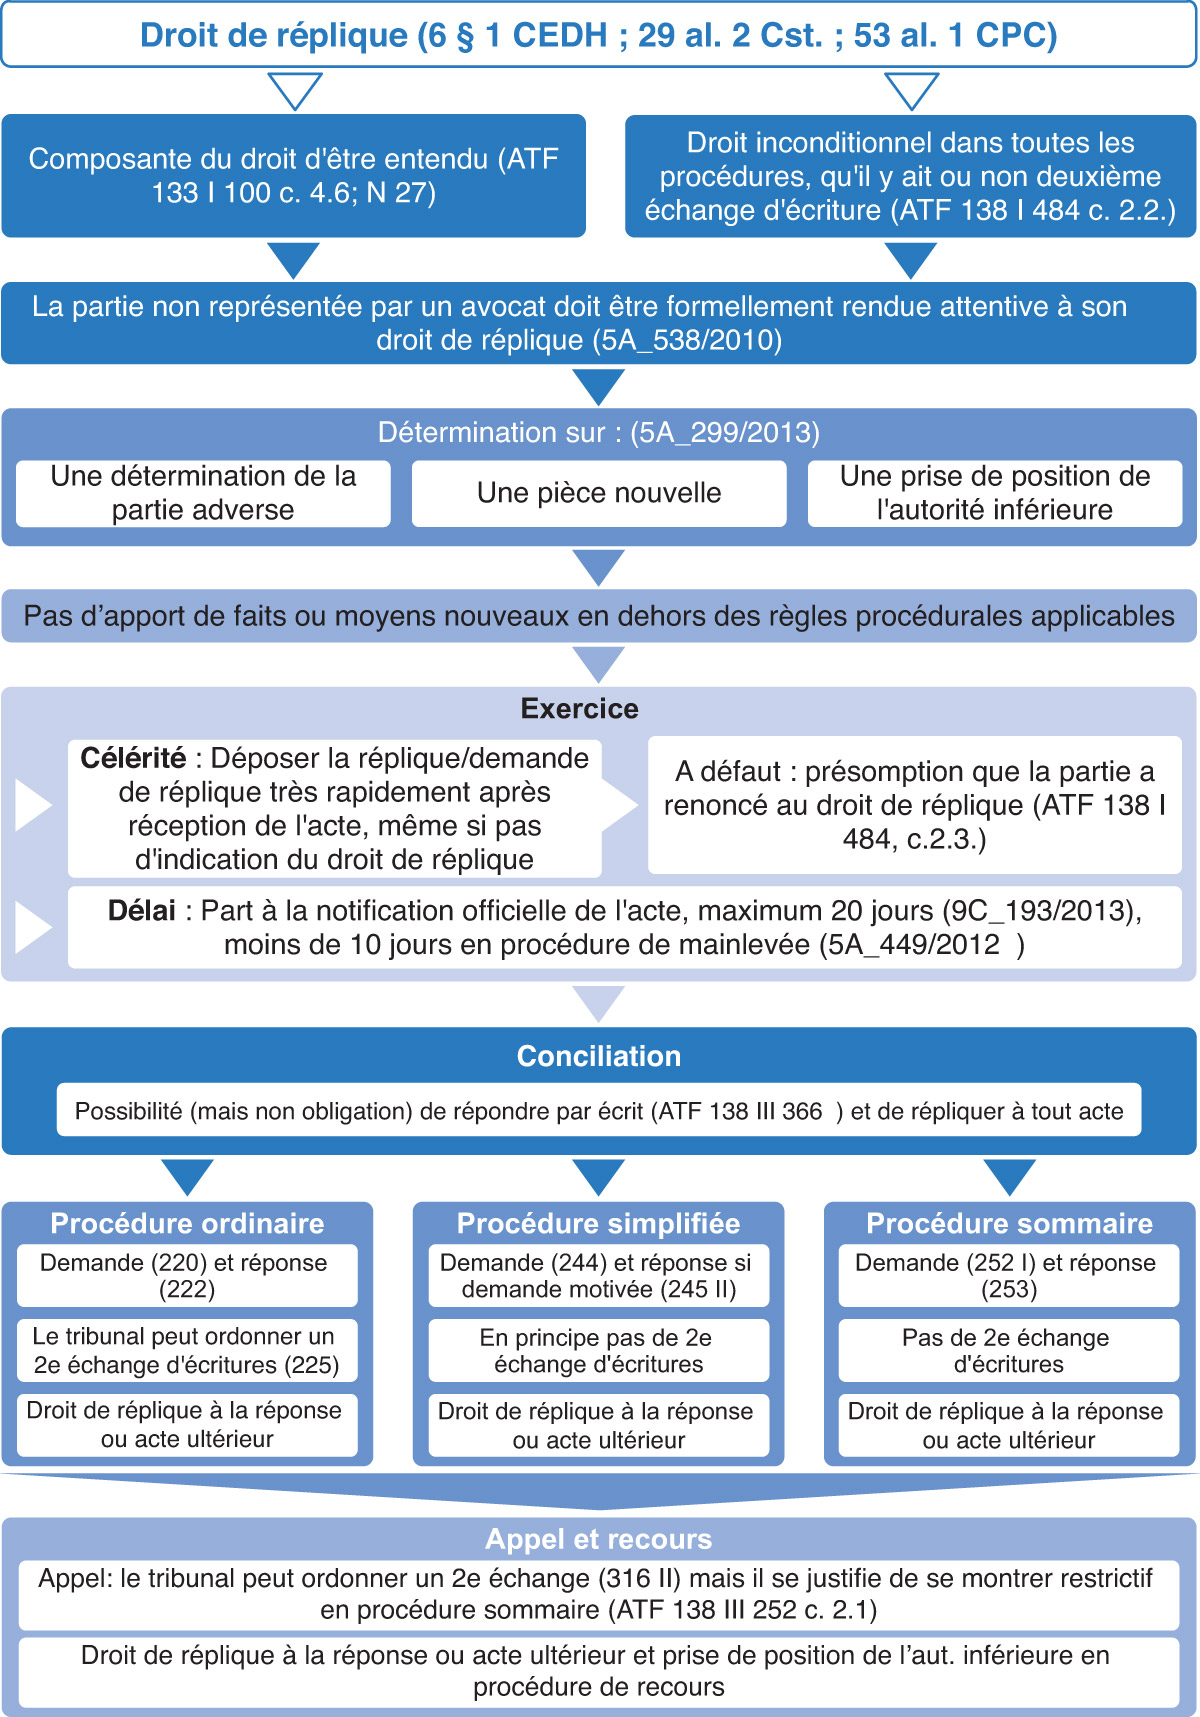 Droit de réplique (6 § 1 CEDH ; 29 al. 2 Cst. ; 53 al. 1 CPC)
Composante du droit d'être entendu (ATF
133 I 100 c. 4.6; N 27)
Droit inconditionnel dans toutes les
procédures, qu'il y ait ou non deuxième
échange d'écriture (ATF 138 I 484 c. 2.2.)
La partie non représentée par un avocat doit être formellement rendue attentive à son
droit de réplique (5A_538/2010)
Détermination sur : (5A_299/2013)
Une détermination de la
partie adverse
Une pièce nouvelle
Une prise de position de
l'autorité inférieure
Pas d’apport de faits ou moyens nouveaux en dehors des règles procédurales applicables
Exercice
Célérité : Déposer la réplique/demande
de réplique très rapidement après
réception de l'acte, même si pas
d'indication du droit de réplique
A défaut : présomption que la partie a
renoncé au droit de réplique (ATF 138 I
484, c.2.3.)
Délai : Part à la notification officielle de l'acte, maximum 20 jours (9C_193/2013),
moins de 10 jours en procédure de mainlevée (5A_449/2012  )
Conciliation
Possibilité (mais non obligation) de répondre par écrit (ATF 138 III 366  ) et de répliquer à tout acte
Procédure ordinaire
Demande (220) et réponse
(222)
Le tribunal peut ordonner un
2e échange d'écritures (225)
Droit de réplique à la réponse
ou acte ultérieur
Procédure simplifiée
Demande (244) et réponse si
demande motivée (245 II)
En principe pas de 2e
échange d'écritures
Droit de réplique à la réponse
ou acte ultérieur
Procédure sommaire
Demande (252 I) et réponse
(253)
Pas de 2e échange
d'écritures
Droit de réplique à la réponse
ou acte ultérieur
Appel et recours
Appel: le tribunal peut ordonner un 2e échange (316 II) mais il se justifie de se montrer restrictif
en procédure sommaire (ATF 138 III 252 c. 2.1)
Droit de réplique à la réponse ou acte ultérieur et prise de position de l’aut. inférieure en
procédure de recours